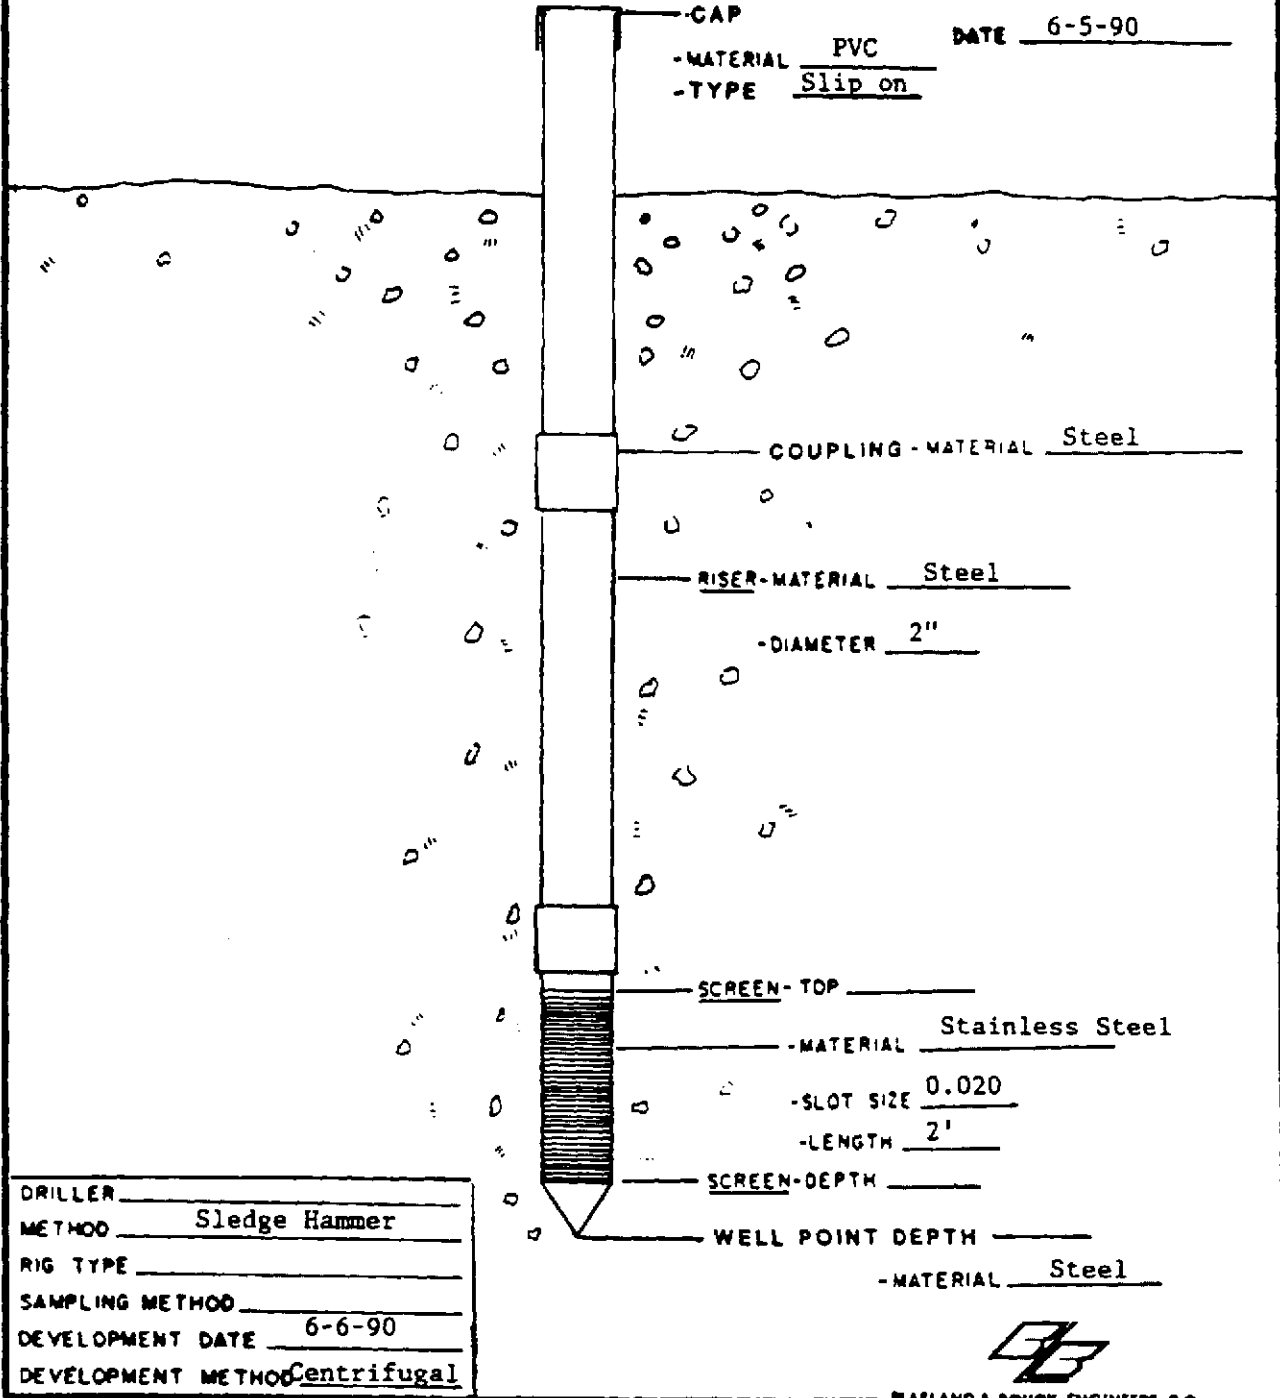 -CAP
DATE 6-5-90
-MATERIAL PVC
-TYPE Slip on
COUPLING - MATERIAL Steel
RISER-MATERIAL Steel
-DIAMETER 2"
SCREEN- TOP
-MATERIAL Stainless Steel
-SLOT SIZE 0.020
-LENGTH 2'
SCREEN-DEPTH
WELL POINT DEPTH
-MATERIAL Steel
DRILLER
METHOD Sledge Hammer
RIG TYPE
SAMPLING METHOD
DEVELOPMENT DATE 6-6-90
DEVELOPMENT METHOD Centrifugal
ENGINEERS